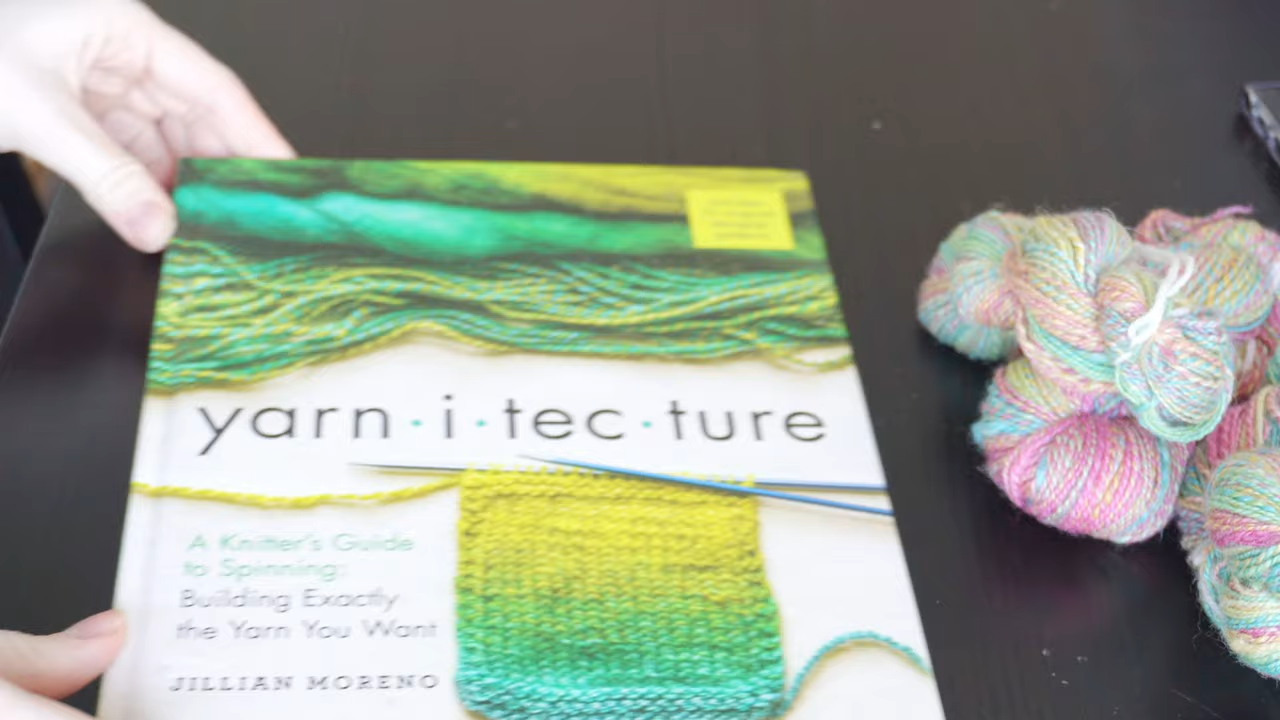 yarn·i·tec·ture
A Knitter's Guide
to Spinning:
Building Exactly
the Yarn You Want
JILLIAN MORENO